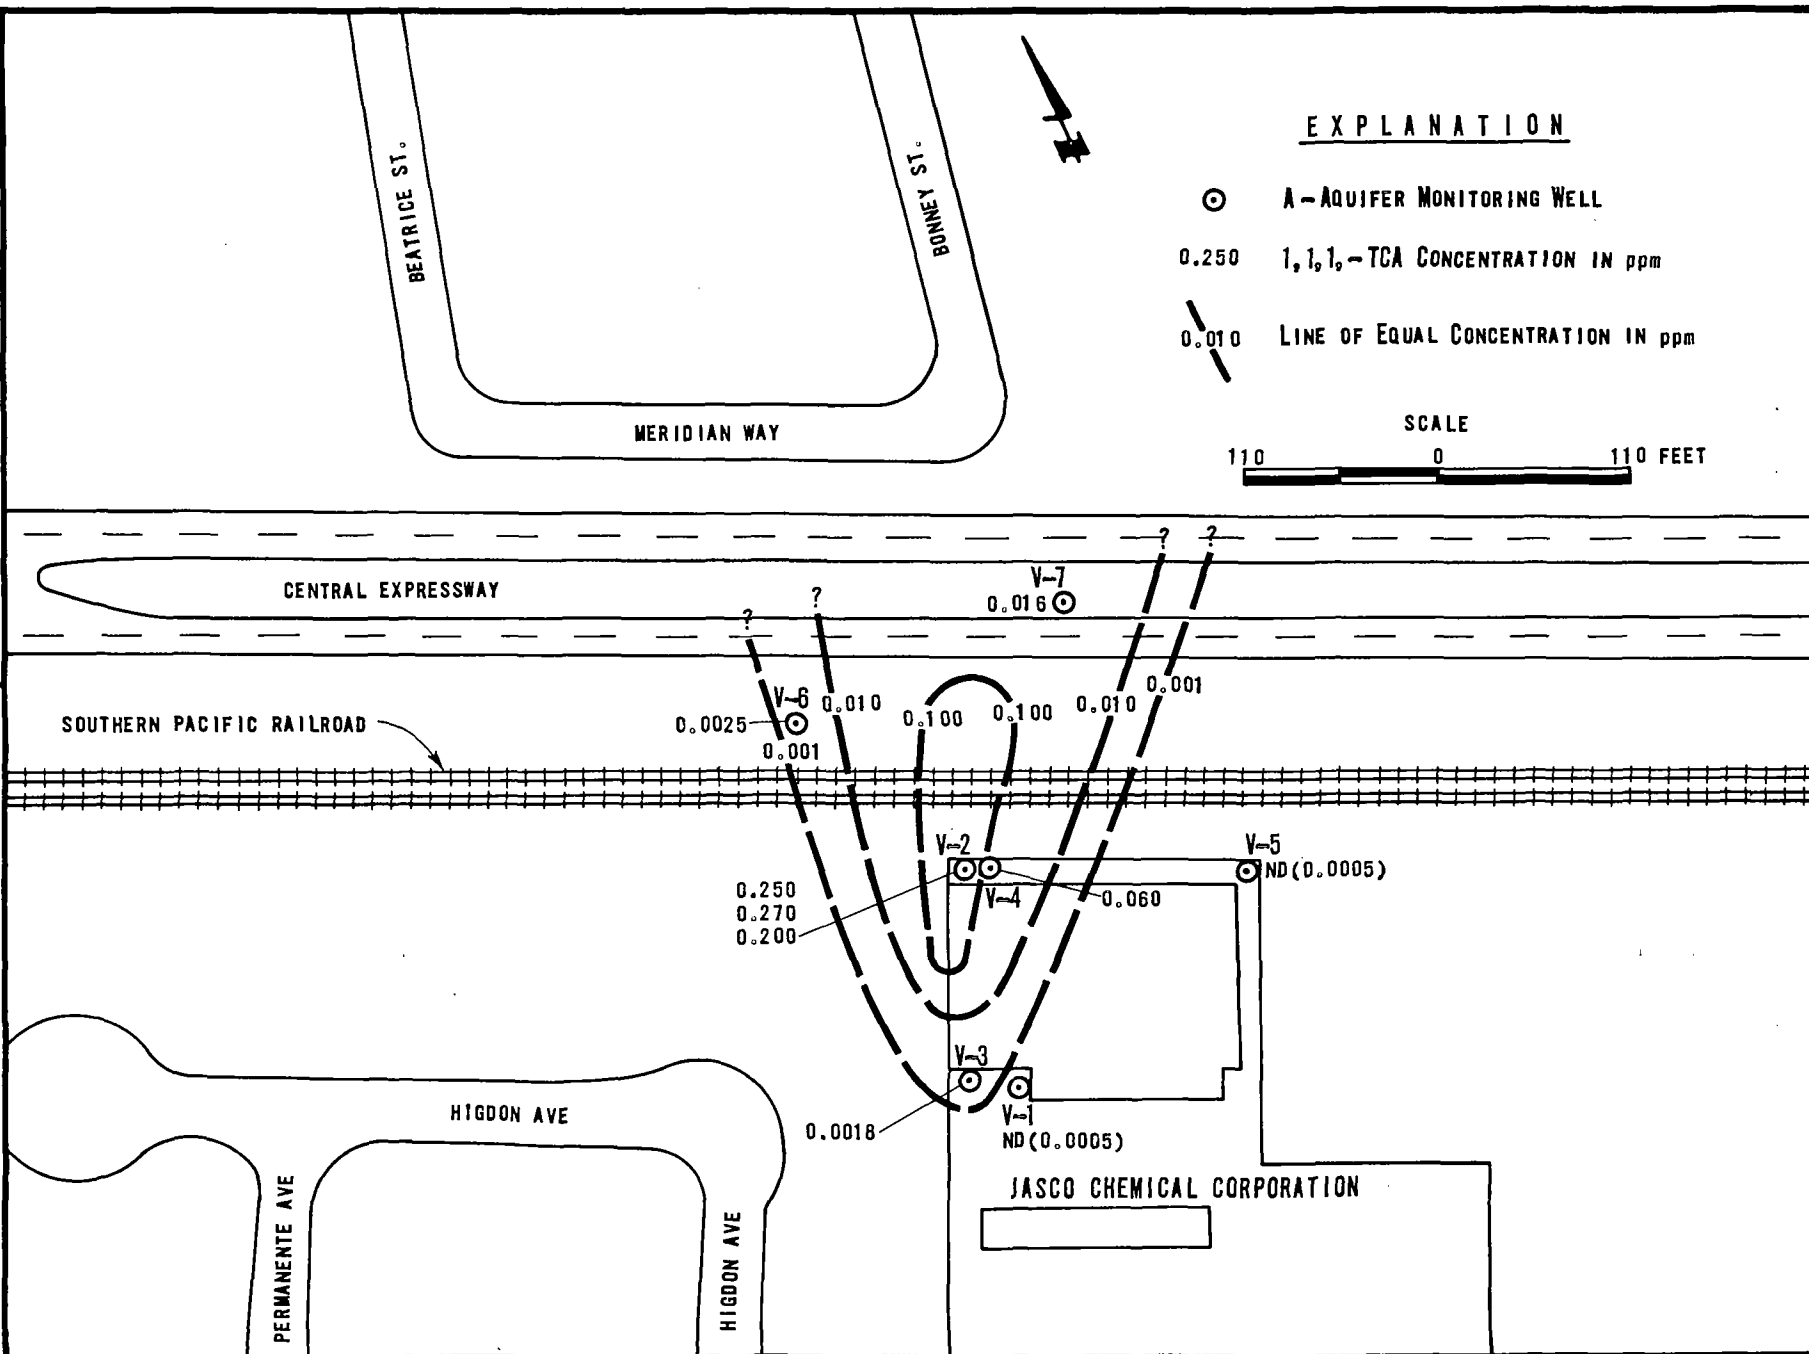 EXPLANATION
A-AQUIFER MONITORING WELL
0.250 1,1,1,-TCA CONCENTRATION IN ppm
0.010 LINE OF EQUAL CONCENTRATION IN ppm
SCALE
110 0 110 FEET
BEATRICE ST.
BONNEY ST.
MERIDIAN WAY
? ?
CENTRAL EXPRESSWAY
V-7
0.016
?
?
V-6
0.0025
0.001
0.010
0.100
0.100
0.010
0.001
SOUTHERN PACIFIC RAILROAD
V-2
V-5
ND(0.0005)
0.250
0.270
0.200
V-4
0.060
V-3
0.0018
V-1
ND(0.0005)
HIGDON AVE
JASCO CHEMICAL CORPORATION
PERMANENTE AVE
HIGDON AVE